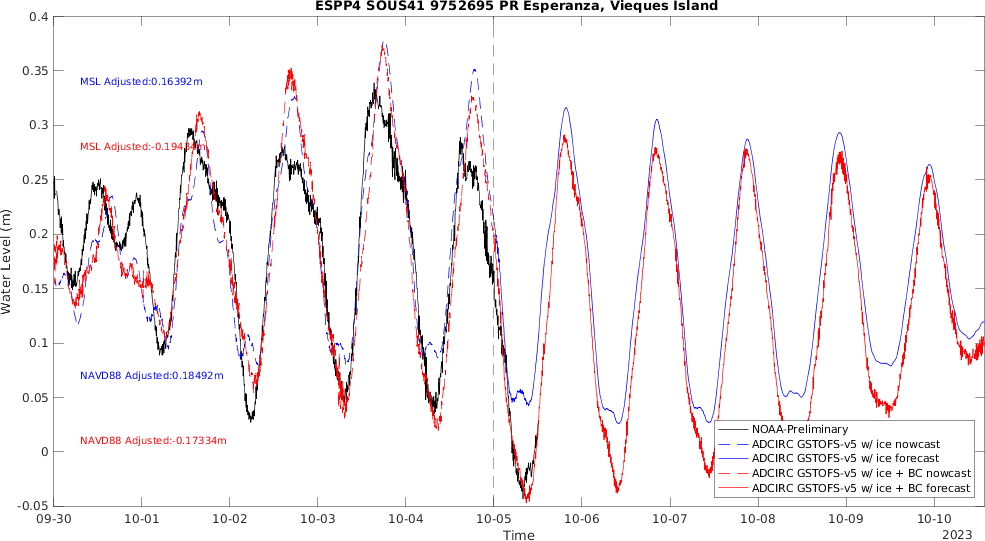 ESPP4 SOUS41 9752695 PR Esperanza, Vieques Island
0.4
0.35
0.3
0.25
0.2
0.15
0.1
0.05
0
-0.05
Water Level (m)
MSL Adjusted:0.16392m
MSL
NAVD88 Adjusted:0.18492m
NAVD88 Adjusted:-0.17334m
NOAA-Preliminary
ADCIRC GSTOFS-v5 w/ ice nowcast
ADCIRC GSTOFS-v5 w/ ice forecast
ADCIRC GSTOFS-v5 w/ ice + BC nowcast
ADCIRC GSTOFS-v5 w/ ice + BC forecast
09-30 10-01 10-02 10-03 10-04 10-05 10-06 10-07 10-08 10-09 10-10
Time
2023